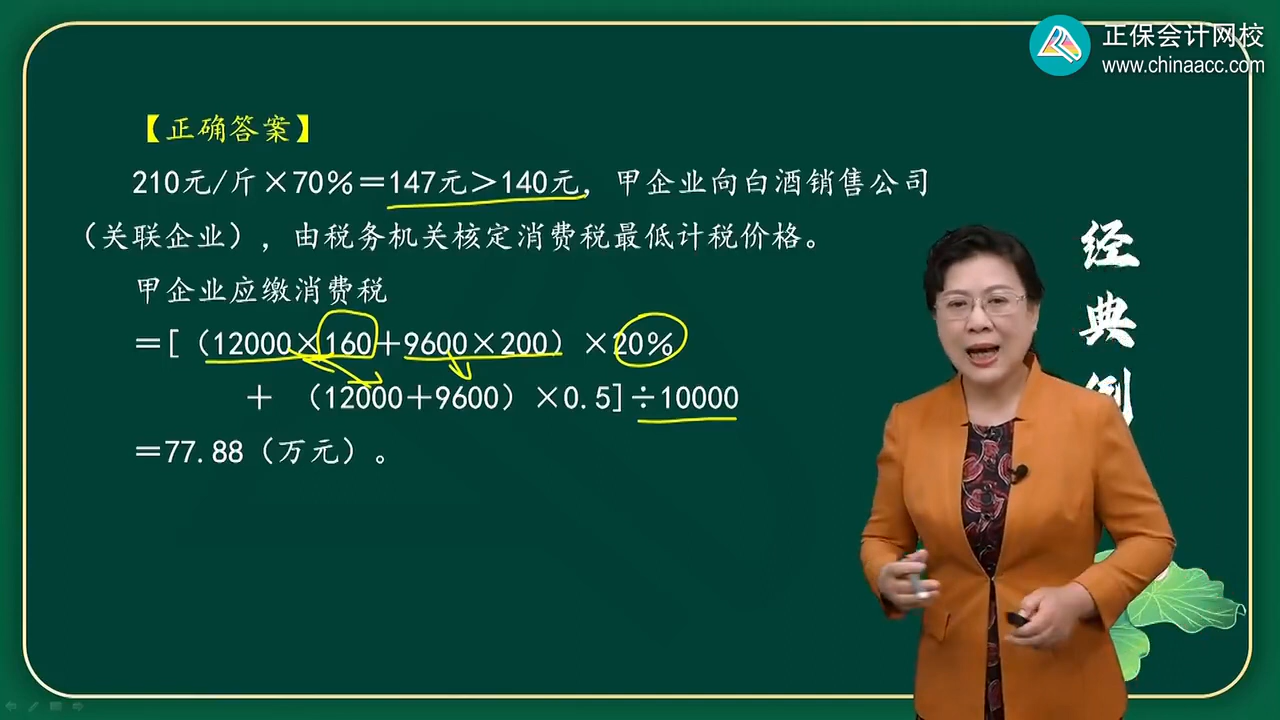 正保会计网校
www.chinaacc.com
【正确答案】
210元/斤×70%=147元>140元，甲企业向白酒销售公司
（关联企业），由税务机关核定消费税最低计税价格。
甲企业应缴消费税
=[（12000×160+9600×200）×20%
+（12000+9600）×0.5]÷10000
=77.88（万元）。
经
典
例